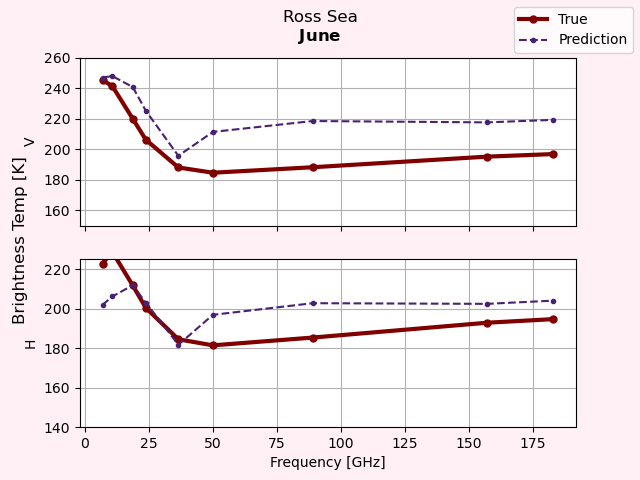 Ross Sea
June
True
Prediction
Brightness Temp [K]
V
260
240
220
200
180
160
H
220
200
180
160
140
0
25
50
75
100
125
150
175
Frequency [GHz]